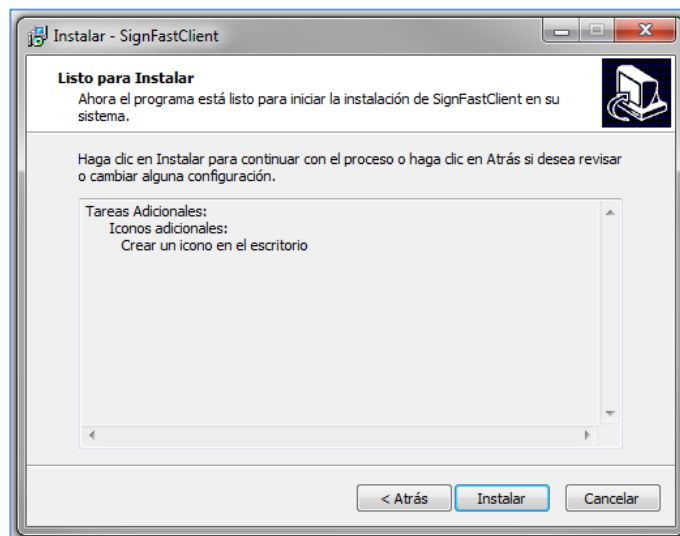 Instalar - SignFastClient
Listo para Instalar
Ahora el programa está listo para iniciar la instalación de SignFastClient en su
sistema.
Haga clic en Instalar para continuar con el proceso o haga clic en Atrás si desea revisar
o cambiar alguna configuración.
Tareas Adicionales:
Iconos adicionales:
Crear un icono en el escritorio
< Atrás
Instalar
Cancelar